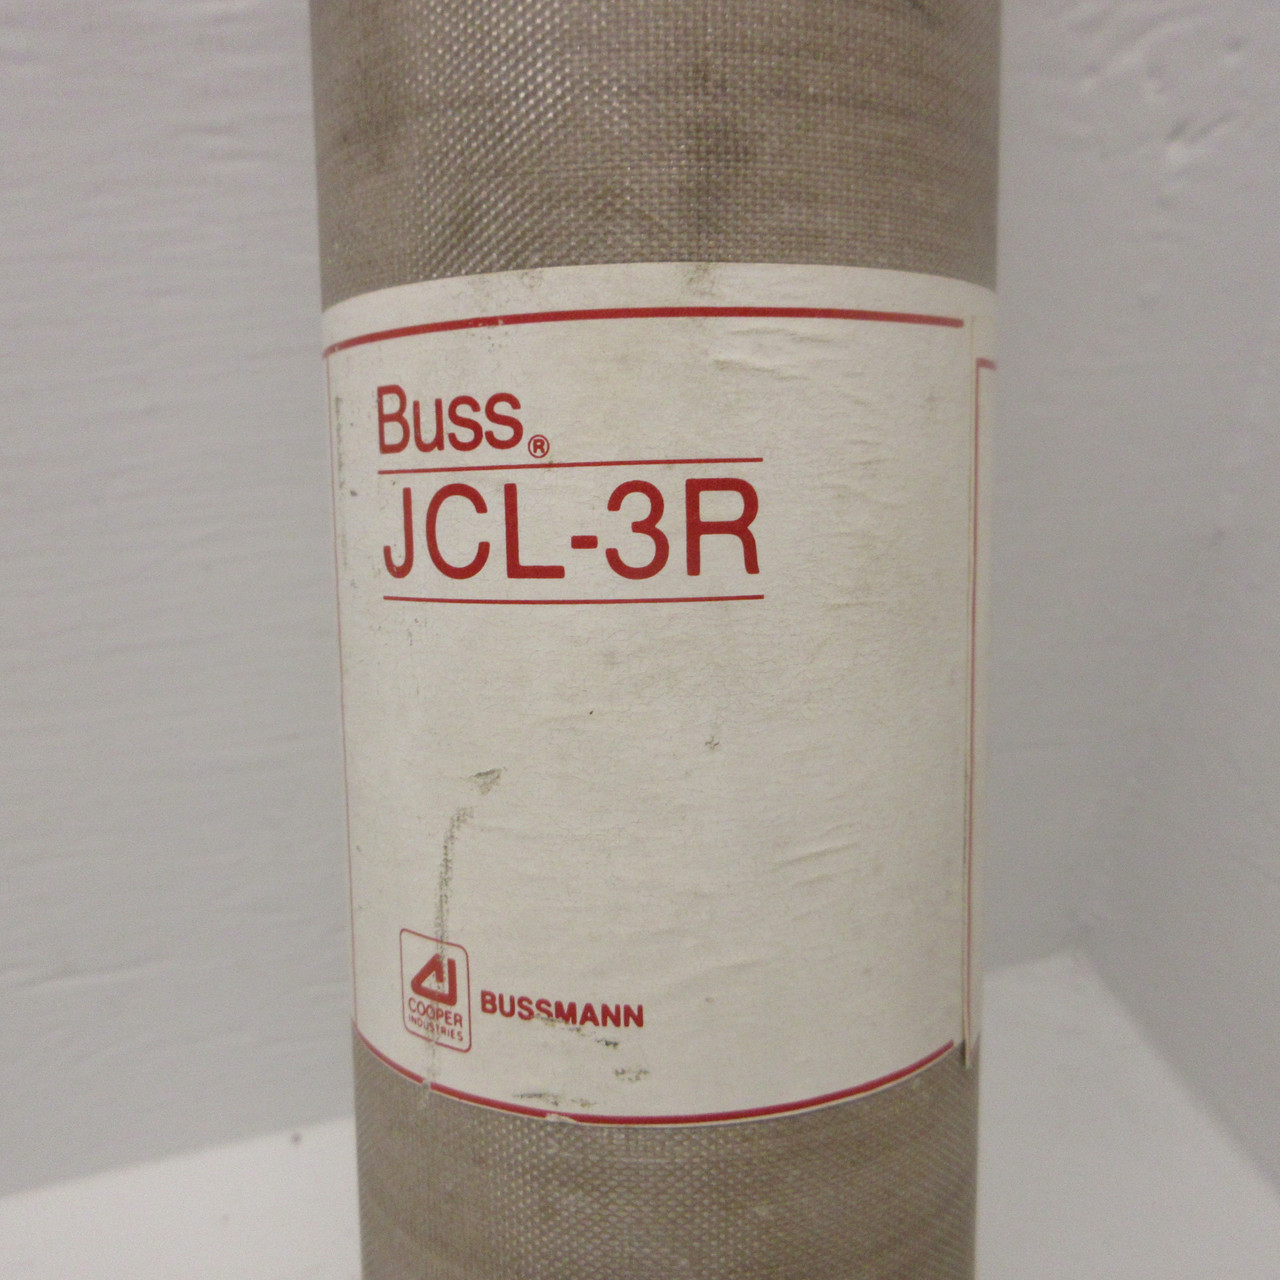 Buss®
JCL-3R
COOPER
INDUSTRIES
BUSSMANN